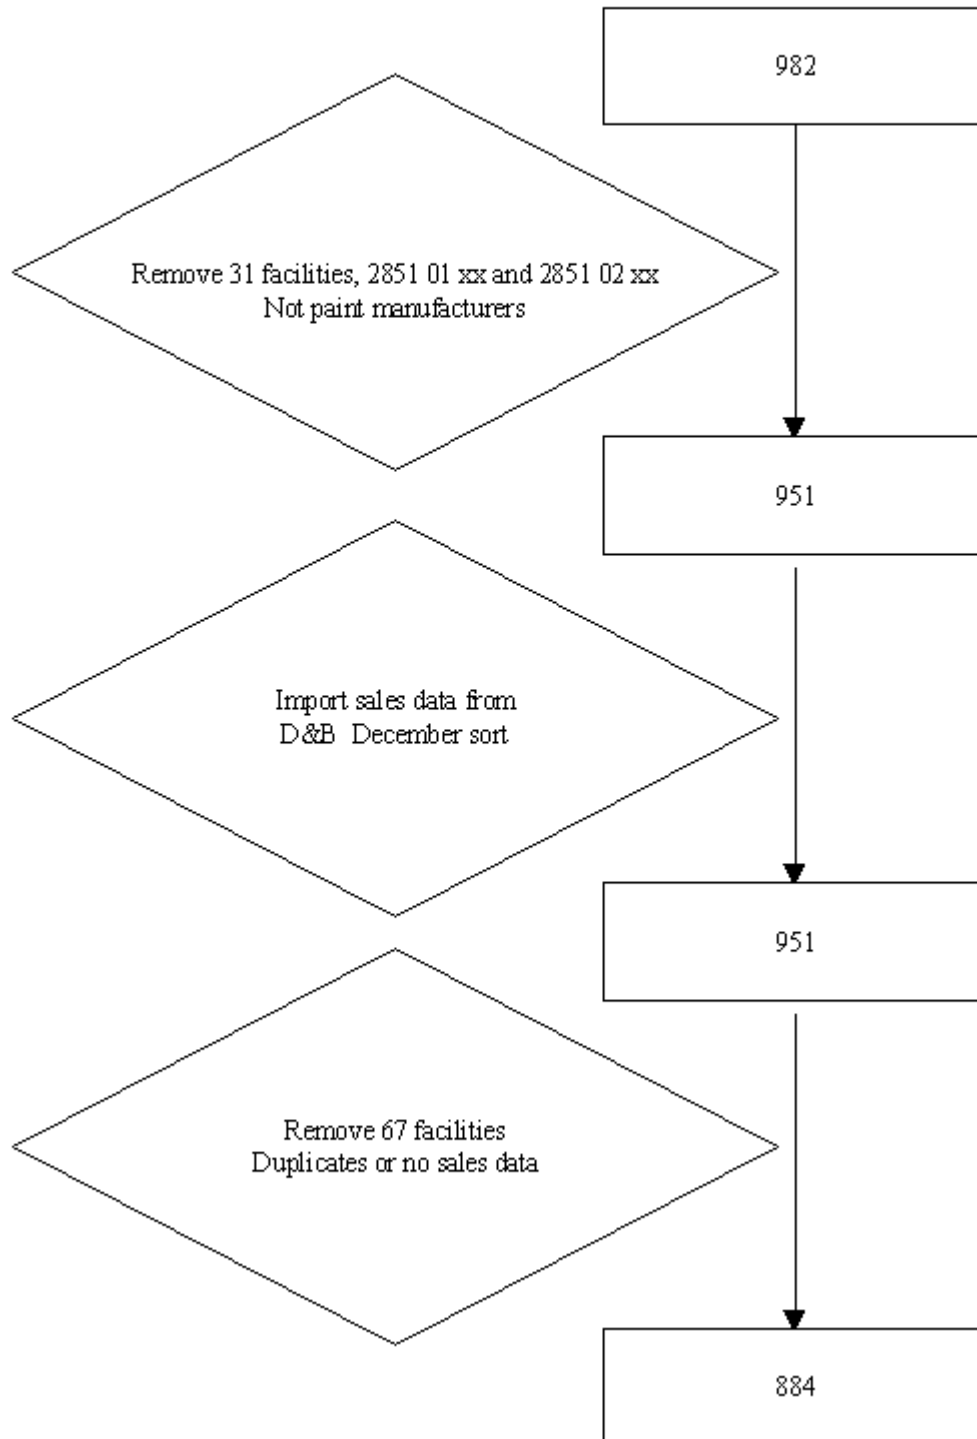 982
Remove 31 facilities, 2851 01 xx and 2851 02 xx
Not paint manufacturers
951
Import sales data from
D&B  December sort
951
Remove 67 facilities
Duplicates or no sales data
884